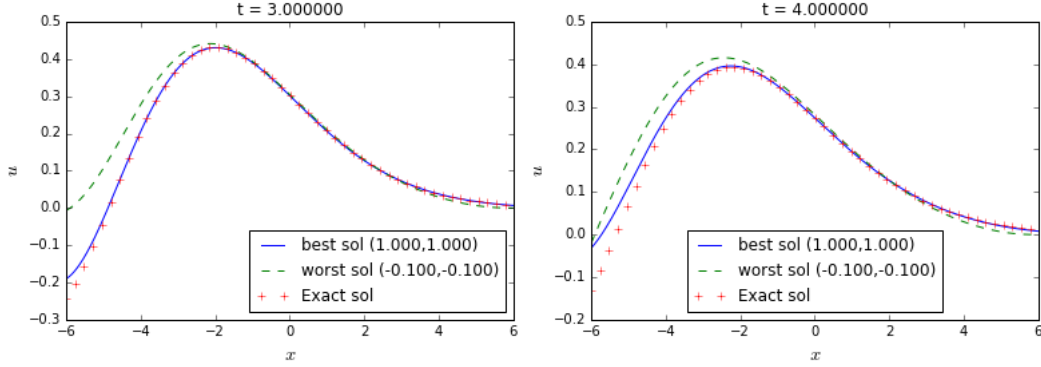 t = 3.000000
0.5
0.4
0.3
0.2
0.1
0.0
−0.1
−0.2
−0.3
u
−6
−4
−2
0
2
4
6
x
best sol (1.000,1.000)
worst sol (-0.100,-0.100)
Exact sol
t = 4.000000
0.5
0.4
0.3
0.2
0.1
0.0
−0.1
−0.2
u
−6
−4
−2
0
2
4
6
x
best sol (1.000,1.000)
worst sol (-0.100,-0.100)
Exact sol